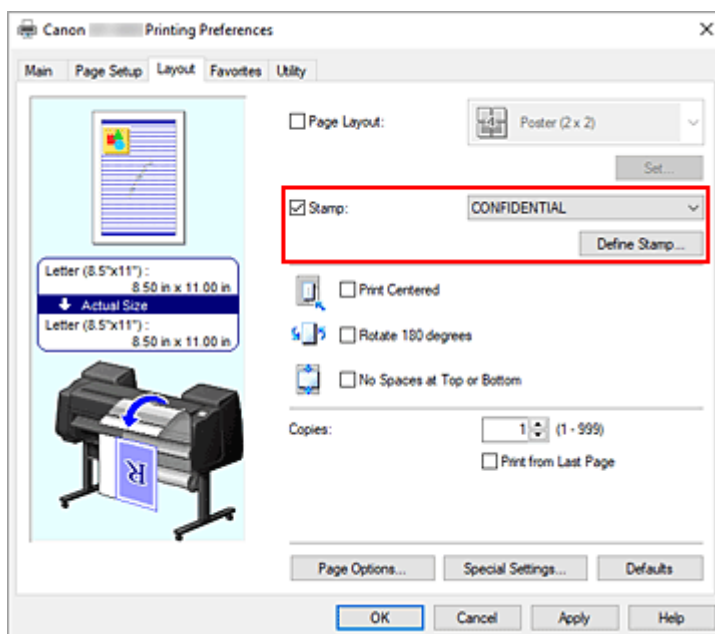 Canon Printing Preferences
Main Page Setup Layout Favorites Utility
Page Layout: Poster (2 x 2)
Set...
Stamp: CONFIDENTIAL
Define Stamp...
Letter (8.5"x11") :
8.50 in x 11.00 in
Actual Size
Letter (8.5"x11") :
8.50 in x 11.00 in
Print Centered
Rotate 180 degrees
No Spaces at Top or Bottom
Copies: 1 (1 - 999)
Print from Last Page
R
Page Options... Special Settings... Defaults
OK Cancel Apply Help